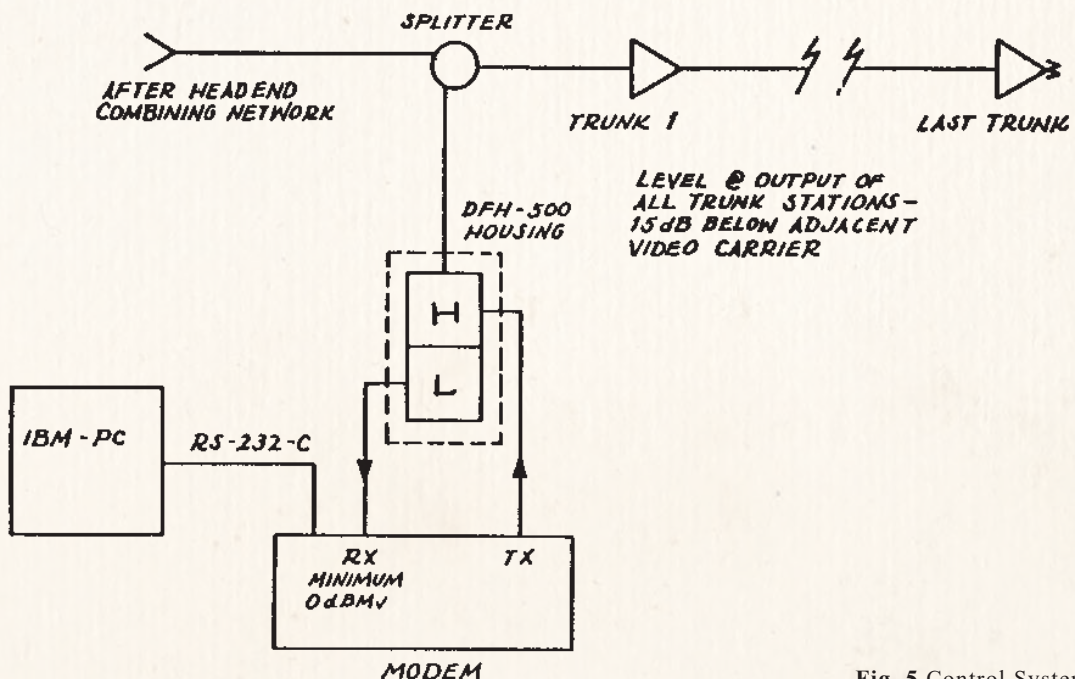 SPLITTER
AFTER HEADEND
COMBINING NETWORK
TRUNK 1
LAST TRUNK
LEVEL @ OUTPUT OF
ALL TRUNK STATIONS-
15dB BELOW ADJACENT
VIDEO CARRIER
DFH-500
HOUSING
H
L
IBM-PC
RS-232-C
RX
TX
MINIMUM
0dBMV
MODEM
Fig. 5 Control System